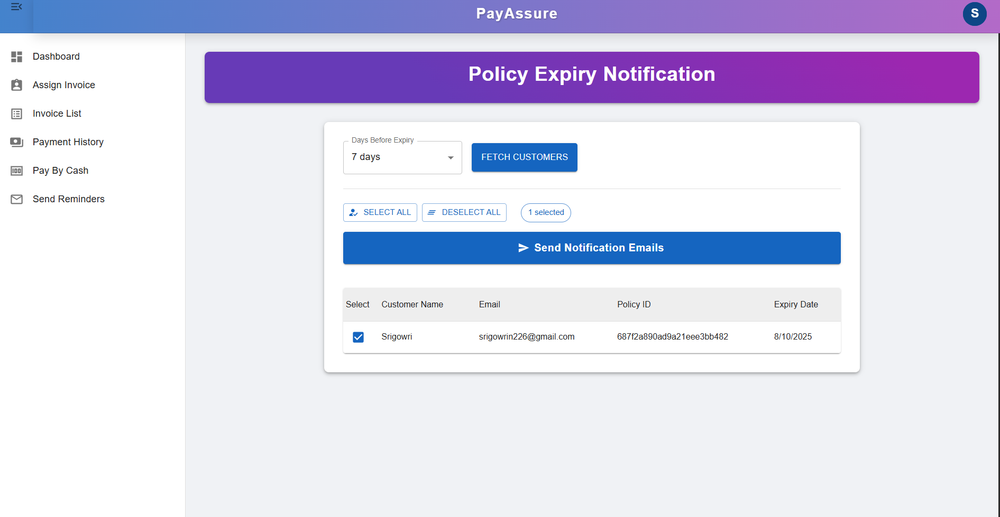 PayAssure
S
Dashboard
Assign Invoice
Invoice List
Payment History
Pay By Cash
Send Reminders
Policy Expiry Notification
Days Before Expiry
7 days
FETCH CUSTOMERS
SELECT ALL
DESELECT ALL
1 selected
Send Notification Emails
Select Customer Name Email Policy ID Expiry Date
Srigowri srigowrin226@gmail.com 687f2a890ad9a21eee3bb482 8/10/2025